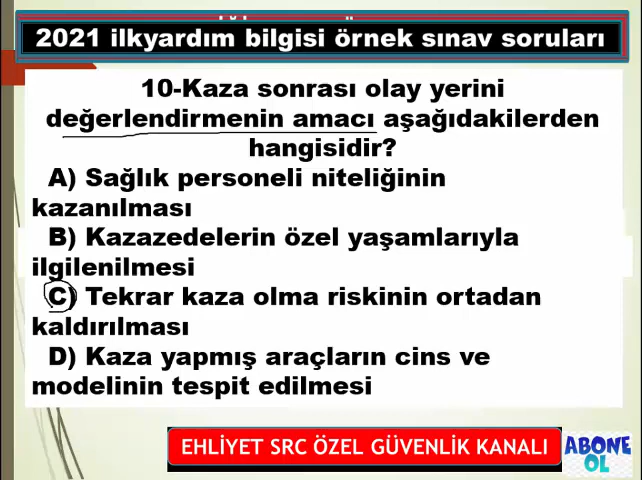 2021 ilkyardım bilgisi örnek sınav soruları
10-Kaza sonrası olay yerini
değerlendirmenin amacı aşağıdakilerden
hangisidir?
A) Sağlık personeli niteliğinin
kazanılması
B) Kazazedelerin özel yaşamlarıyla
ilgilenilmesi
C) Tekrar kaza olma riskinin ortadan
kaldırılması
D) Kaza yapmış araçların cins ve
modelinin tespit edilmesi
EHLİYET SRC ÖZEL GÜVENLİK KANALI
ABONE
OL